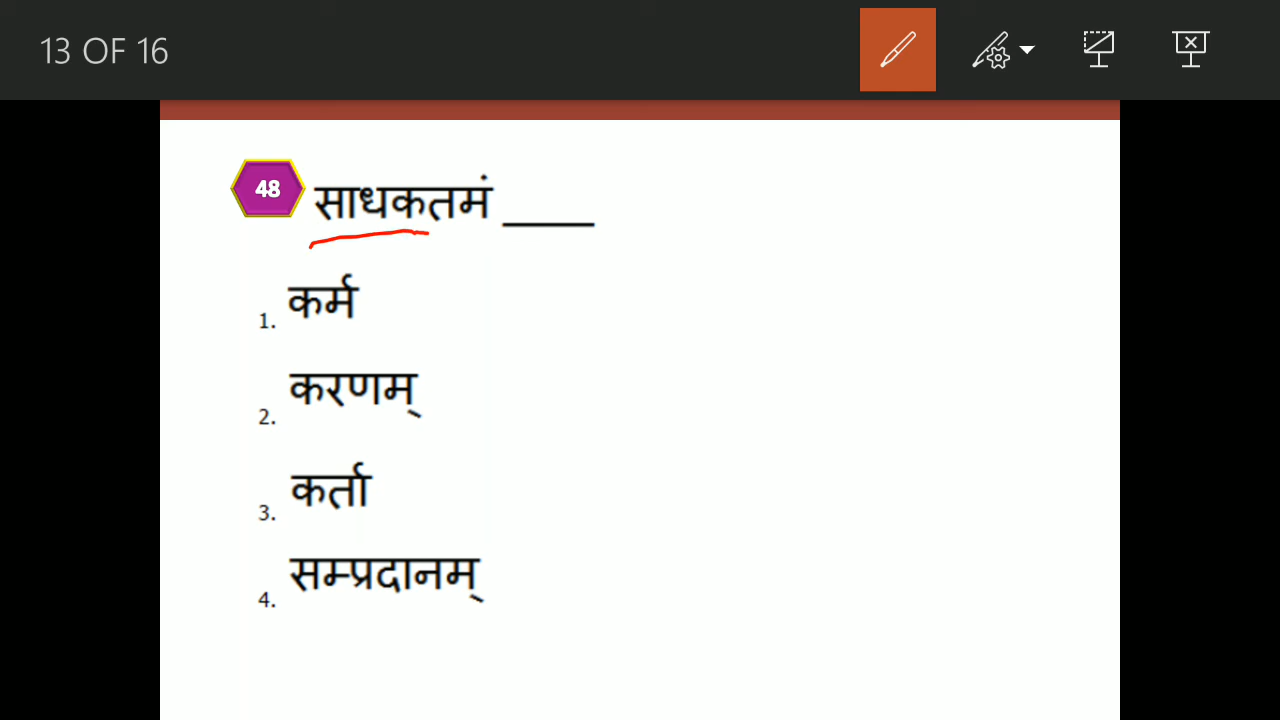 13 OF 16
48 साधकतमं ____
1. कर्म
2. करणम्
3. कर्ता
4. सम्प्रदानम्